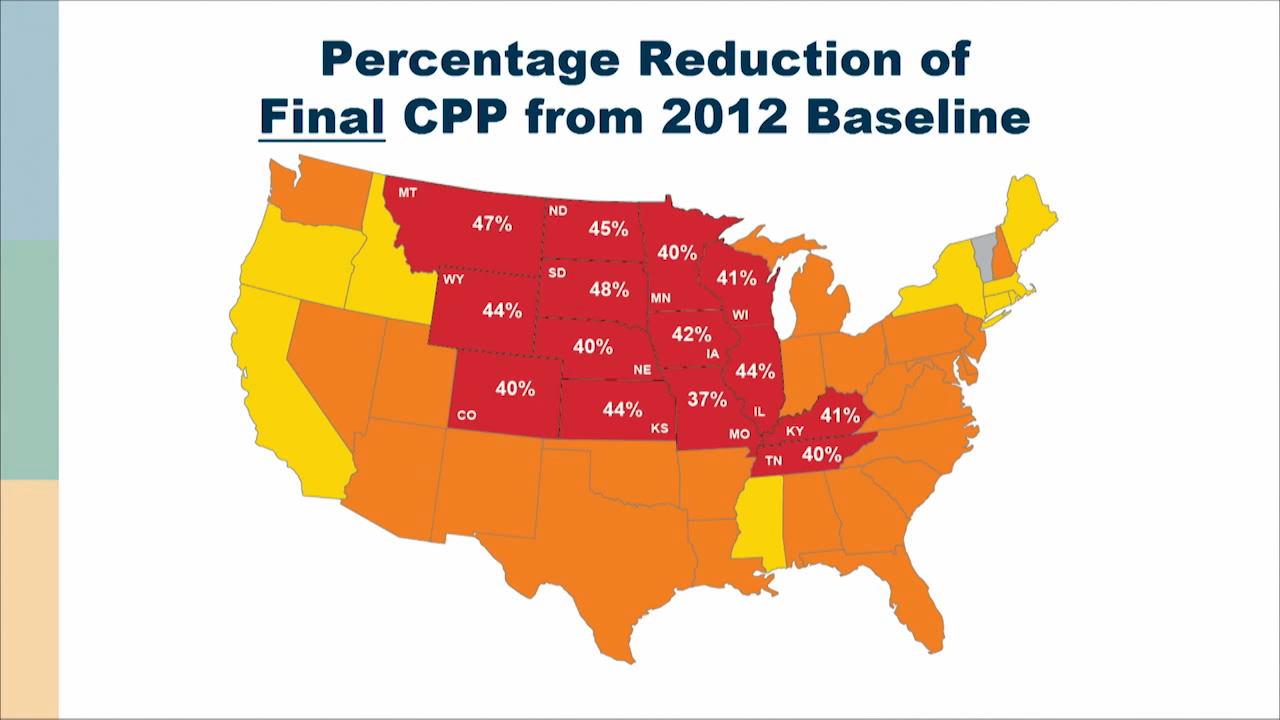 Percentage Reduction of
Final CPP from 2012 Baseline
MT
47%
ND
45%
40%
MN
41%
WI
WY
44%
SD
48%
42%
IA
40%
NE
44%
IL
40%
CO
44%
KS
37%
MO
41%
KY
TN 40%